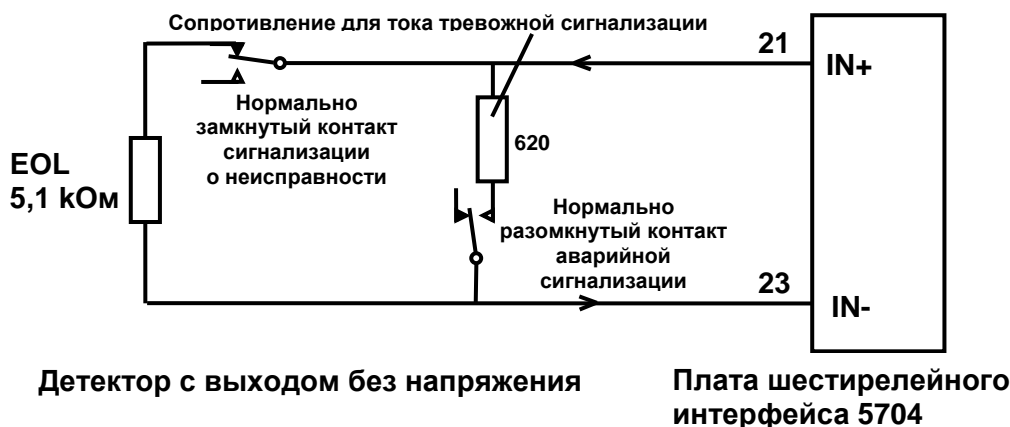 Сопротивление для тока тревожной сигнализации
21
IN+
Нормально
замкнутый контакт
сигнализации
о неисправности
620
EOL
5,1 kОм
Нормально
разомкнутый контакт
аварийной
сигнализации
23
IN-
Детектор с выходом без напряжения
Плата шестирелейного
интерфейса 5704